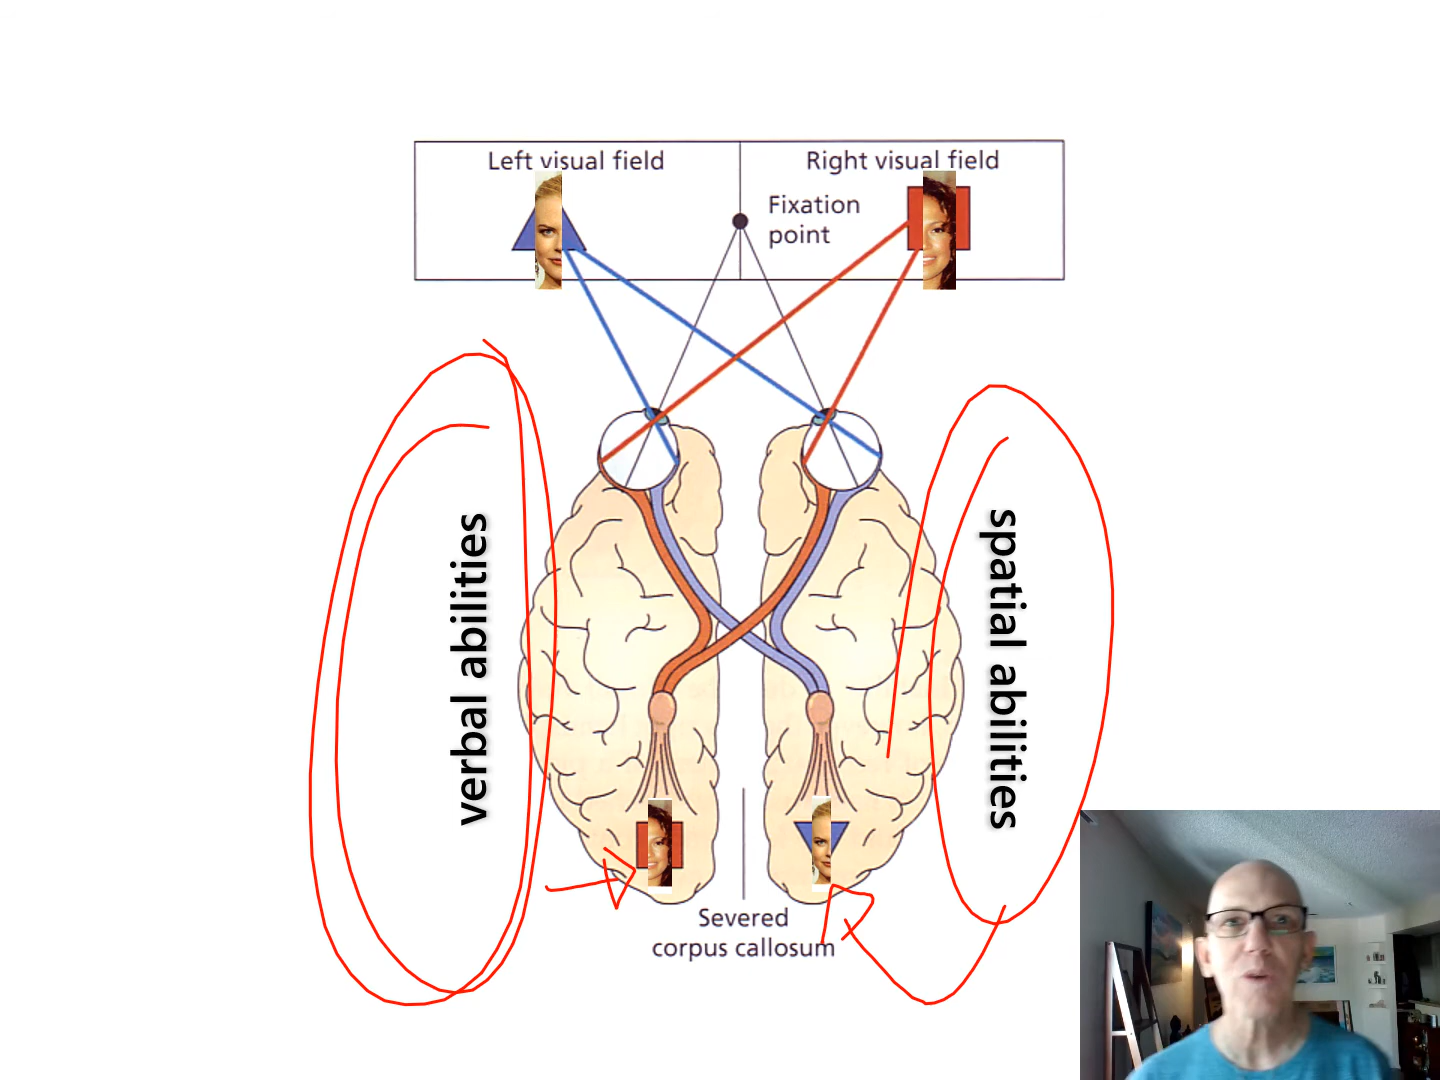 Left visual field
Right visual field
Fixation
point
verbal abilities
spatial abilities
Severed
corpus callosum